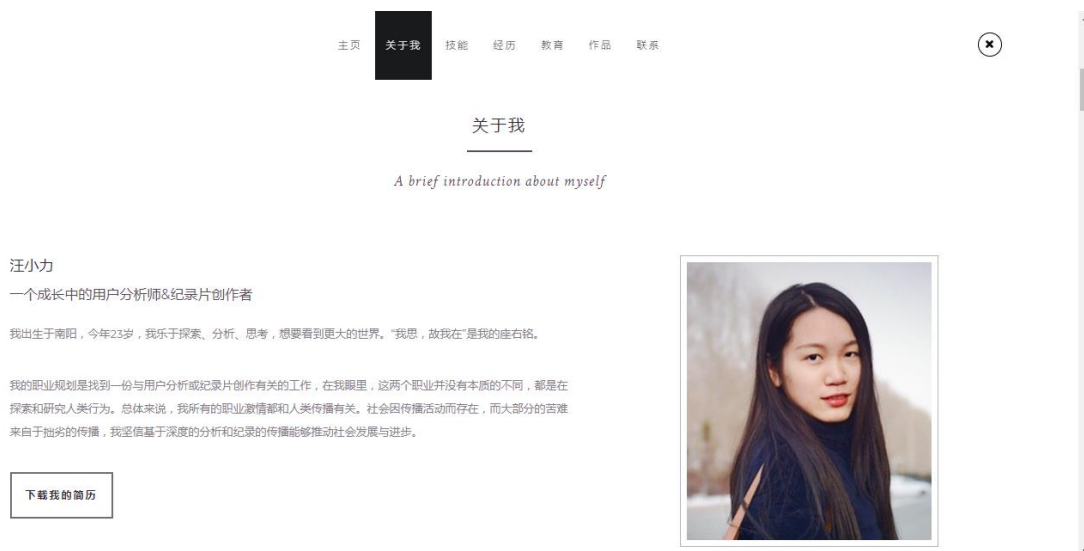 主页 关于我 技能 经历 教育 作品 联系
关于我
A brief introduction about myself
汪小力
一个成长中的用户分析师&纪录片创作者
我出生于南阳，今年23岁，我乐于探索、分析、思考，想要看到更大的世界。“我思，故我在”是我的座右铭。
我的职业规划是找到一份与用户分析或纪录片创作有关的工作，在我眼里，这两个职业并没有本质的不同，都是在
探索和研究人类行为。总体来说，我所有的职业激情都和人类传播有关。社会因传播活动而存在，而大部分的苦难
来自于拙劣的传播，我坚信基于深度的分析和纪录的传播能够推动社会发展与进步。
下载我的简历